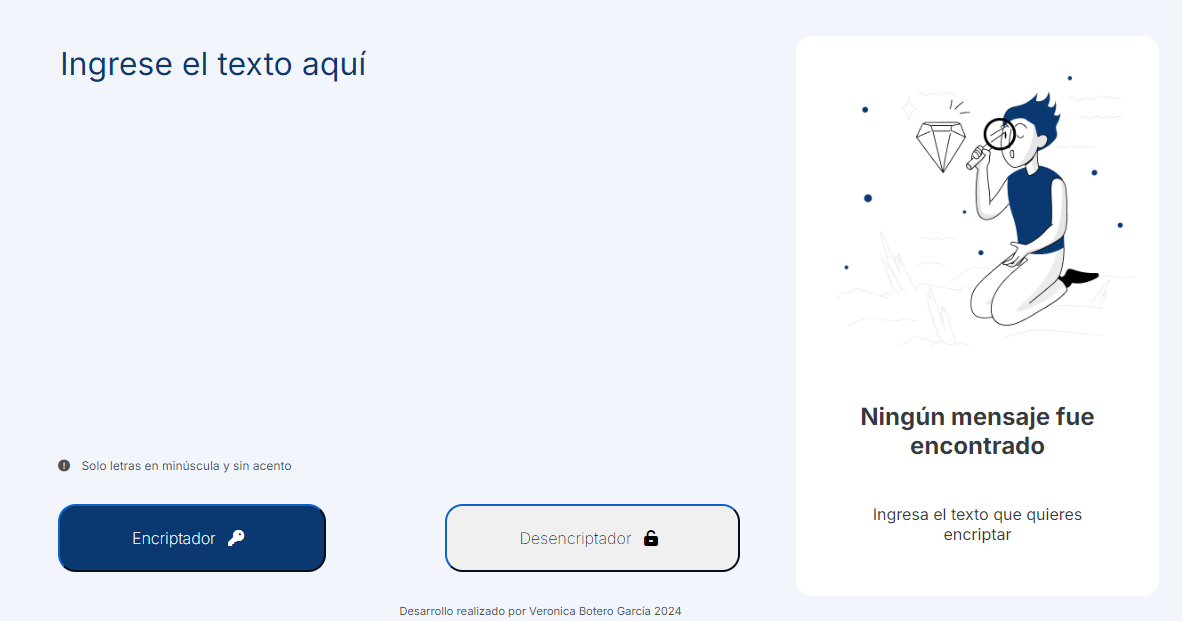 Ingrese el texto aquí
Solo letras en minúscula y sin acento
Encriptador
Desencriptador
Ningún mensaje fue
encontrado
Ingresa el texto que quieres
encriptar
Desarrollo realizado por Veronica Botero García 2024